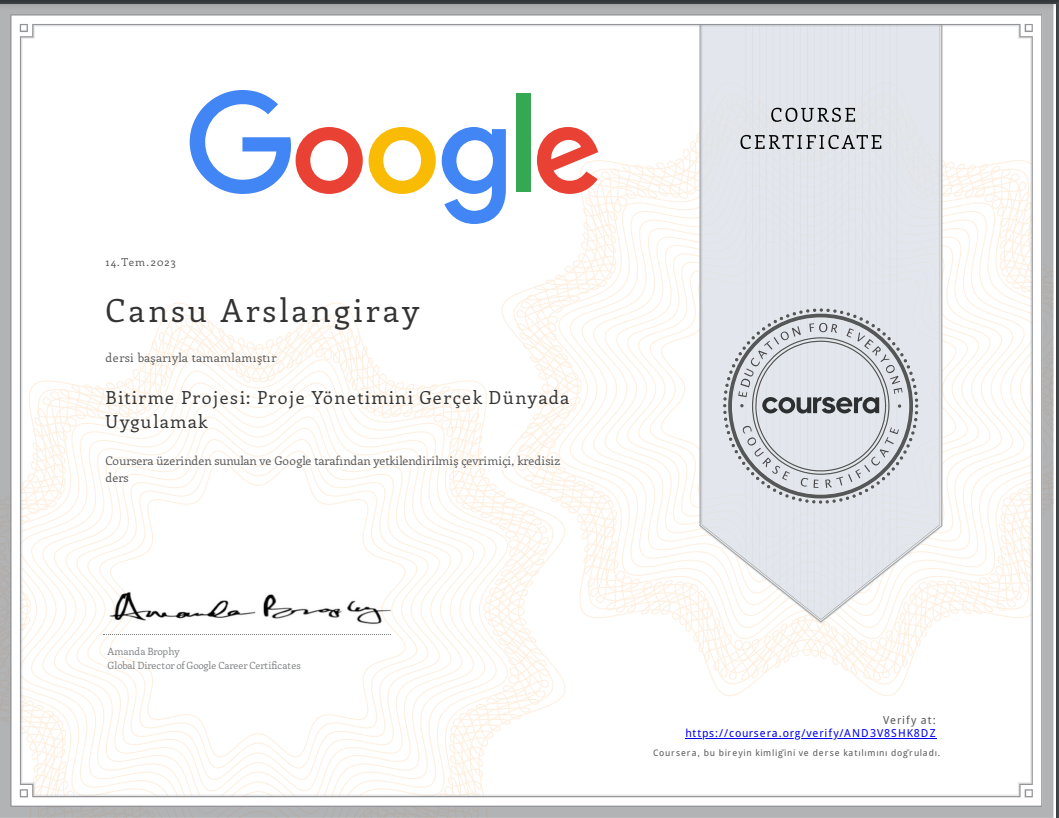 Google
COURSE
CERTIFICATE
14.Tem.2023
Cansu Arslangiray
dersi başarıyla tamamlamıştır
Bitirme Projesi: Proje Yönetimini Gerçek Dünyada
Uygulamak
Coursera üzerinden sunulan ve Google tarafından yetkilendirilmiş çevrimiçi, kredisiz
ders
EDUCATION FOR EVERYONE
coursera
COURSE CERTIFICATE
Amanda Brophy
Amanda Brophy
Global Director of Google Career Certificates
Verify at:
https://coursera.org/verify/AND3V8SHK8DZ
Coursera, bu bireyin kimliğini ve derse katılımını doğruladı.